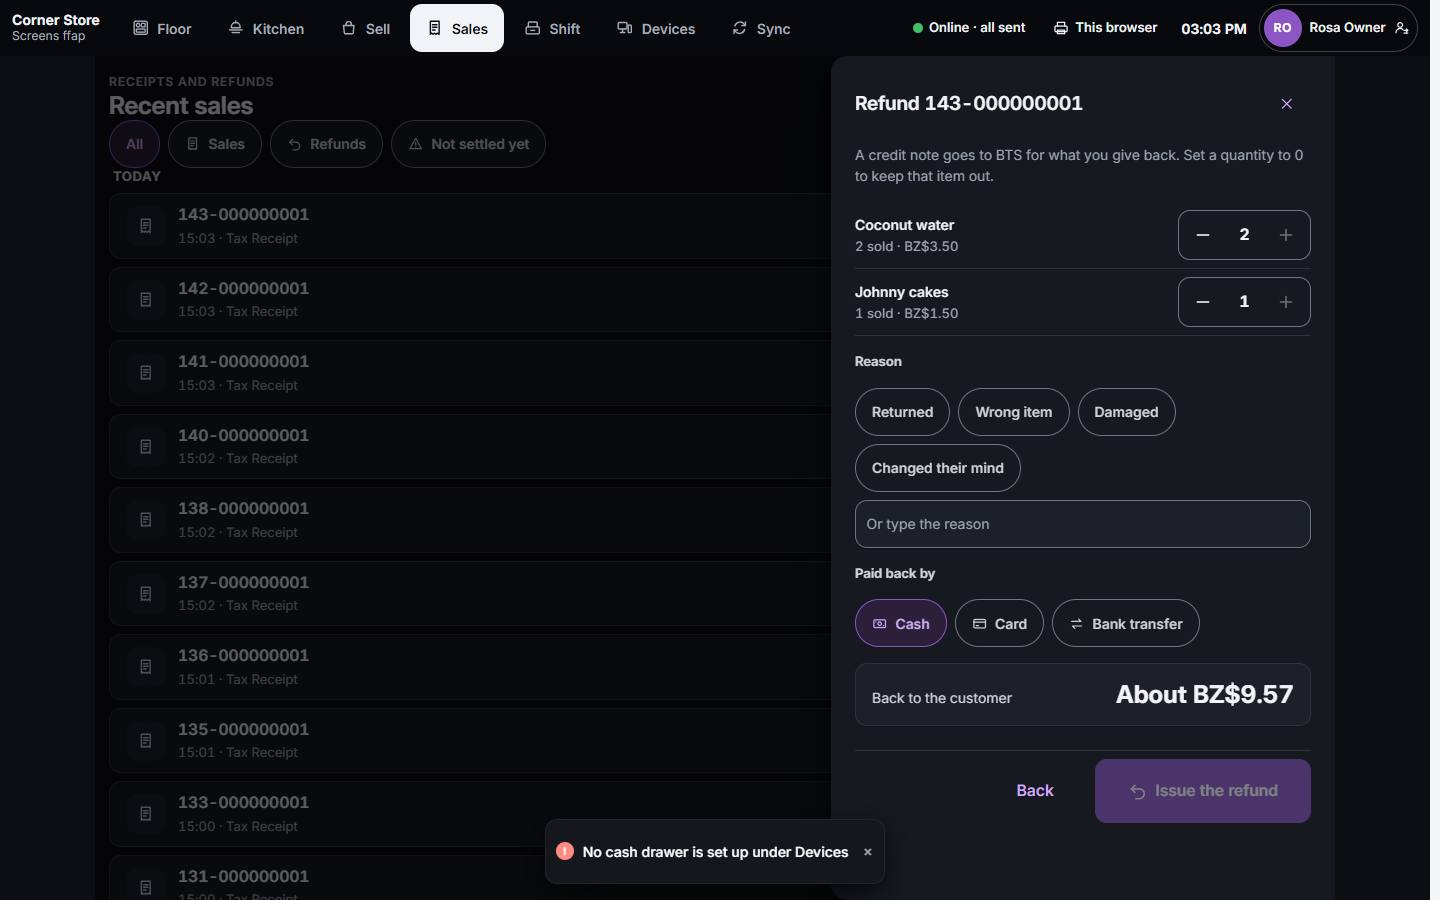 Corner Store
Screens ffap
Floor
Kitchen
Sell
Sales
Shift
Devices
Sync
Online · all sent
This browser
03:03 PM
RO
Rosa Owner
RECEIPTS AND REFUNDS
Recent sales
All
Sales
Refunds
Not settled yet
TODAY
143-000000001
15:03 · Tax Receipt
142-000000001
15:03 · Tax Receipt
141-000000001
15:03 · Tax Receipt
140-000000001
15:02 · Tax Receipt
138-000000001
15:02 · Tax Receipt
137-000000001
15:02 · Tax Receipt
136-000000001
15:01 · Tax Receipt
135-000000001
15:01 · Tax Receipt
133-000000001
15:00 · Tax Receipt
131-000000001
15:00 · Tax Receipt
Refund 143-000000001
A credit note goes to BTS for what you give back. Set a quantity to 0
to keep that item out.
Coconut water
2 sold · BZ$3.50
2
Johnny cakes
1 sold · BZ$1.50
1
Reason
Returned
Wrong item
Damaged
Changed their mind
Or type the reason
Paid back by
Cash
Card
Bank transfer
Back to the customer
About BZ$9.57
Back
Issue the refund
No cash drawer is set up under Devices